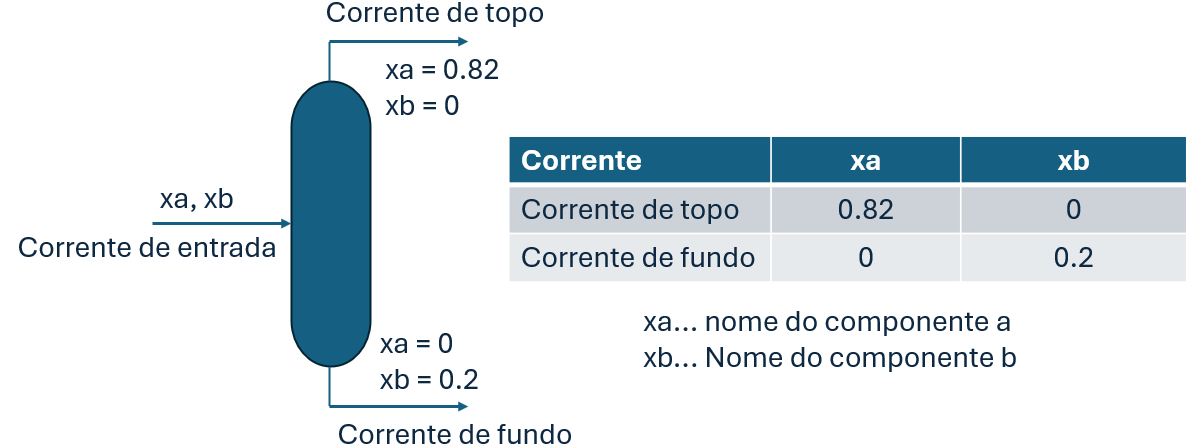 Corrente de topo
xa = 0.82
xb = 0
xa, xb
Corrente de entrada
xa = 0
xb = 0.2
Corrente de fundo
Corrente xa xb
Corrente de topo 0.82 0
Corrente de fundo 0 0.2
xa... nome do componente a
xb... Nome do componente b